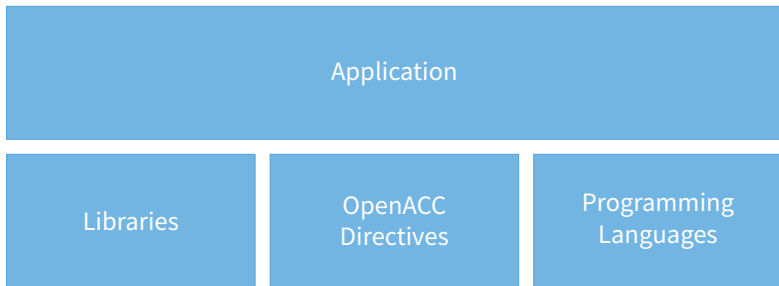 Application
Libraries
OpenACC
Directives
Programming
Languages